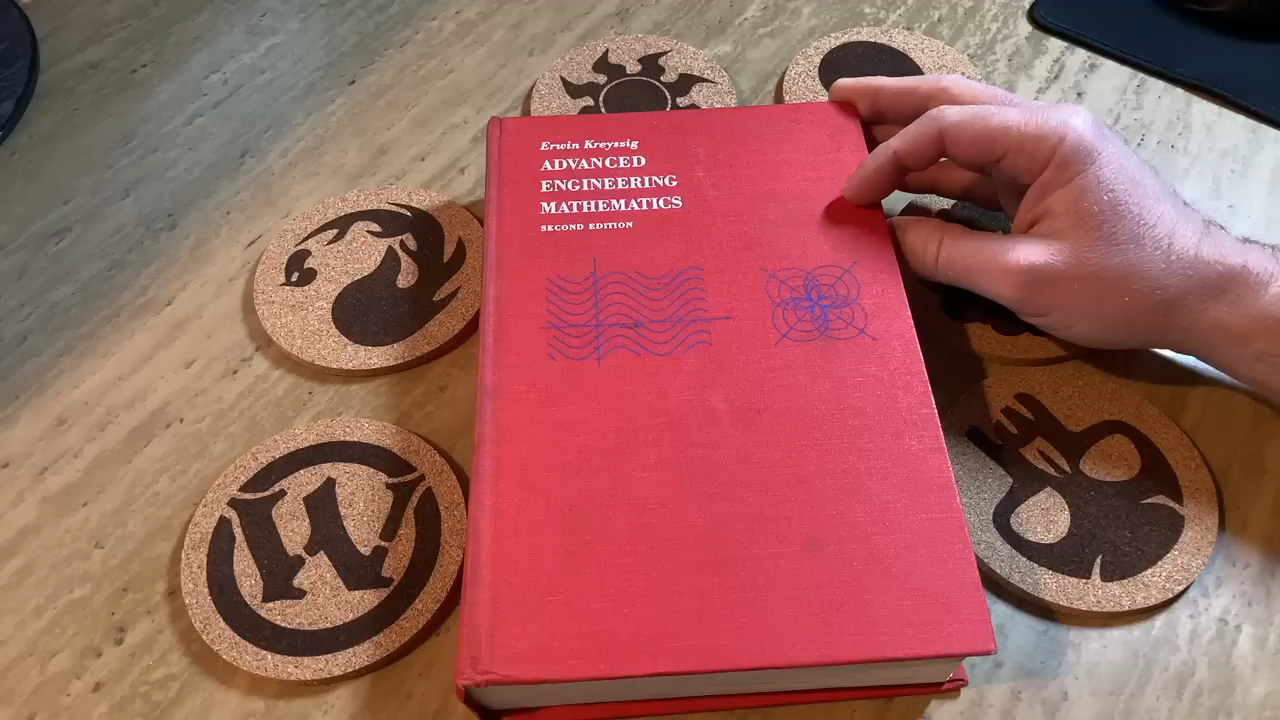 Erwin Kreyszig
ADVANCED
ENGINEERING
MATHEMATICS
SECOND EDITION
W